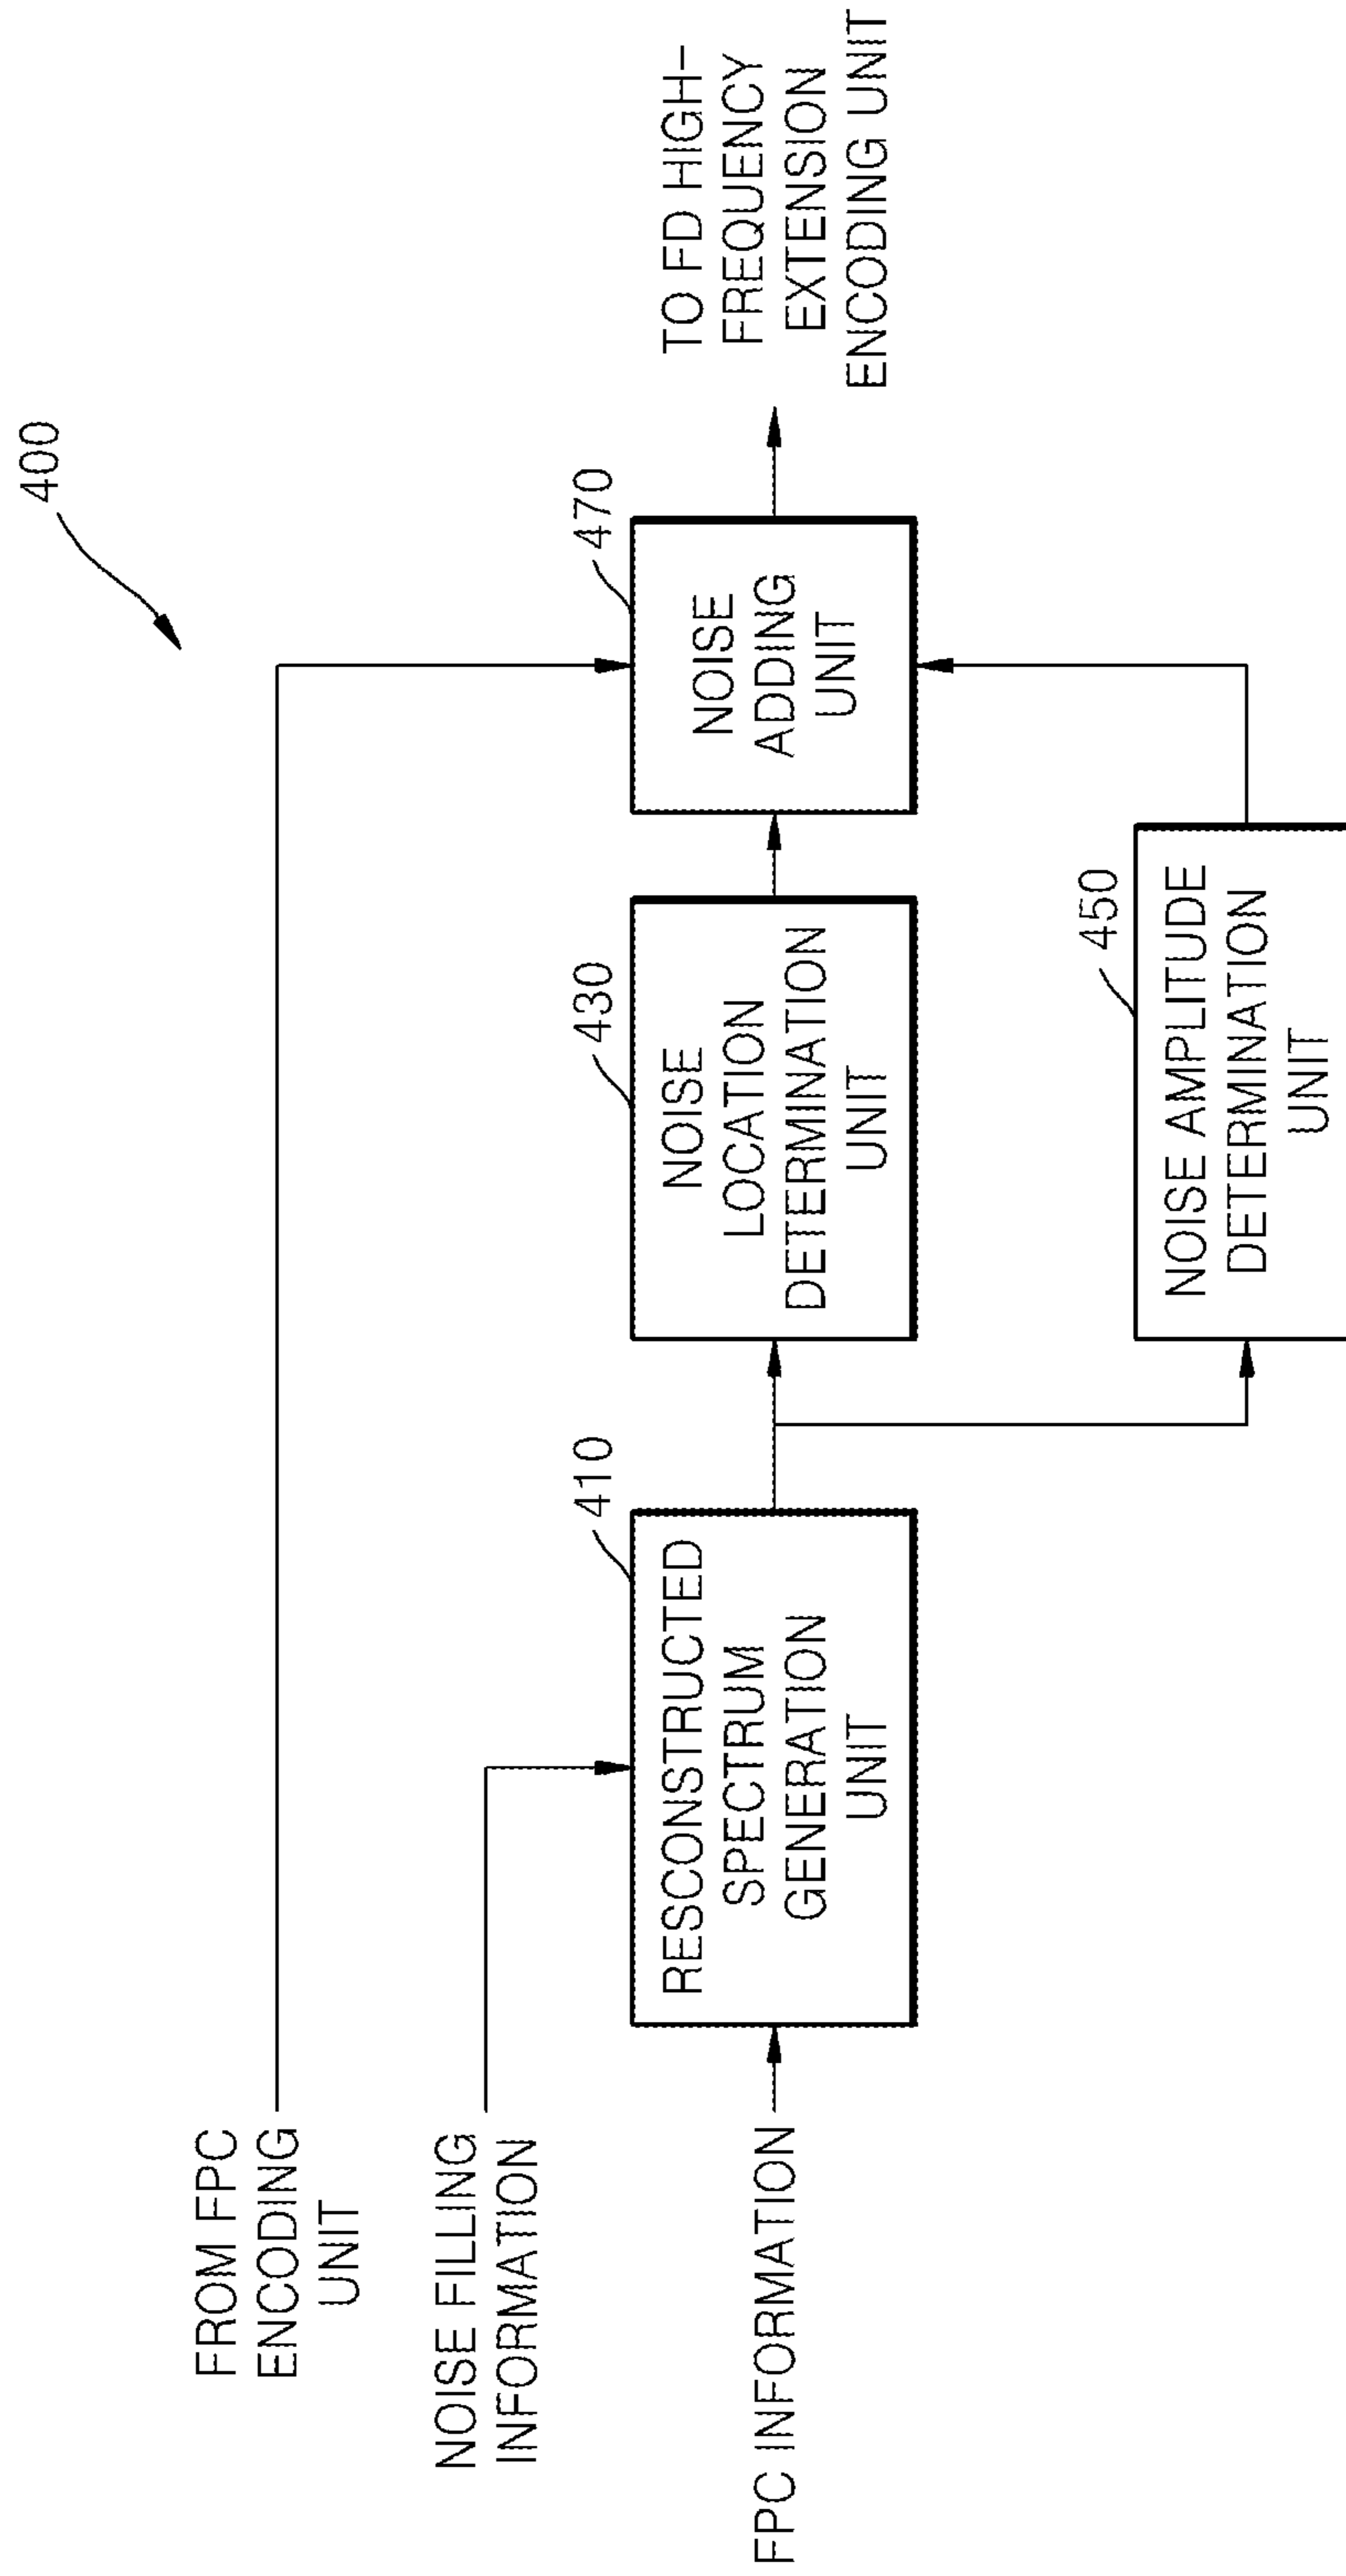 400
FROM FPC
ENCODING
UNIT
NOISE FILLING
INFORMATION
FPC INFORMATION
410
RESCONSTRUCTED
SPECTRUM
GENERATION
UNIT
430
NOISE
LOCATION
DETERMINATION
UNIT
470
NOISE
ADDING
UNIT
TO FD HIGH-
FREQUENCY
EXTENSION
ENCODING UNIT
450
NOISE AMPLITUDE
DETERMINATION
UNIT